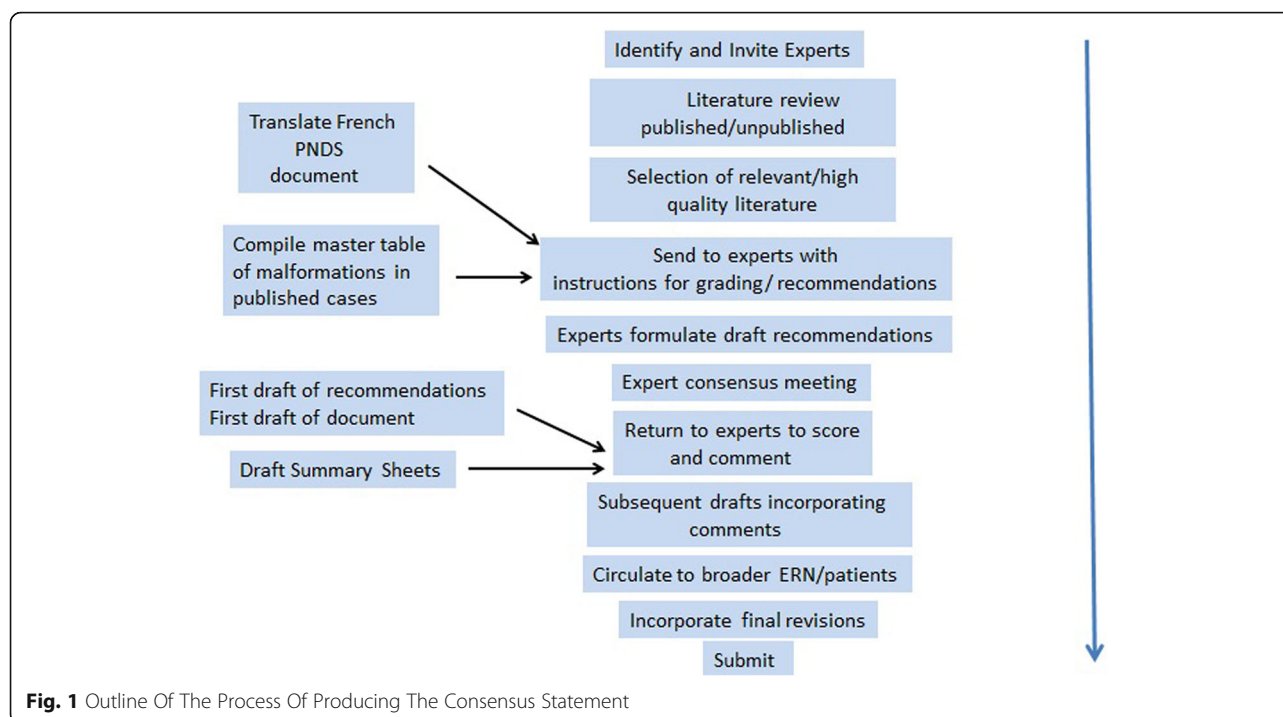 Identify and Invite Experts
Literature review
published/unpublished
Translate French
PNDS
document
Selection of relevant/high
quality literature
Compile master table
of malformations in
published cases
Send to experts with
instructions for grading/recommendations
Experts formulate draft recommendations
Expert consensus meeting
First draft of recommendations
First draft of document
Return to experts to score
and comment
Draft Summary Sheets
Subsequent drafts incorporating
comments
Circulate to broader ERN/patients
Incorporate final revisions
Submit
Fig. 1 Outline Of The Process Of Producing The Consensus Statement